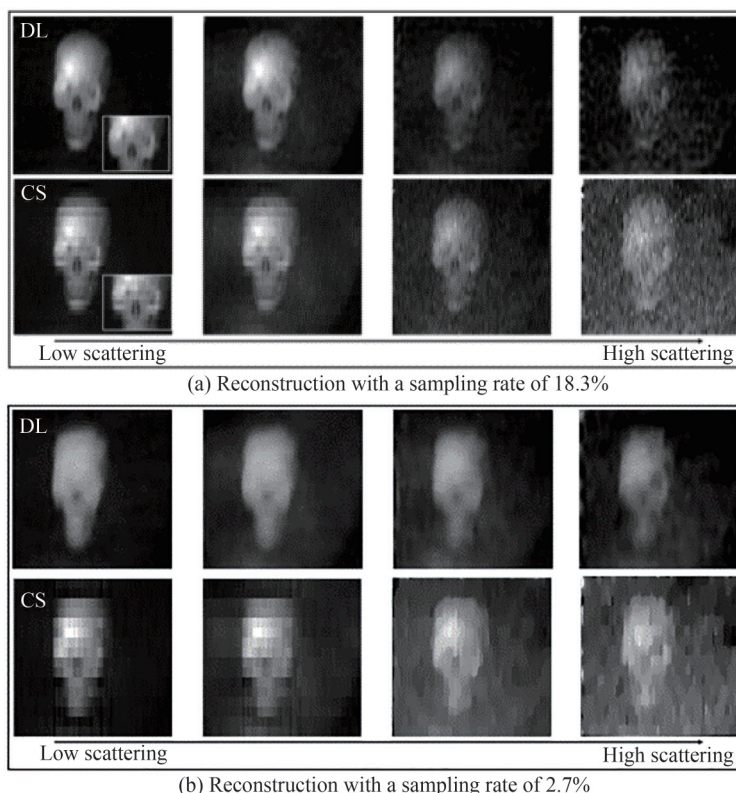 DL
CS
Low scattering High scattering
(a) Reconstruction with a sampling rate of 18.3%
DL
CS
Low scattering High scattering
(b) Reconstruction with a sampling rate of 2.7%